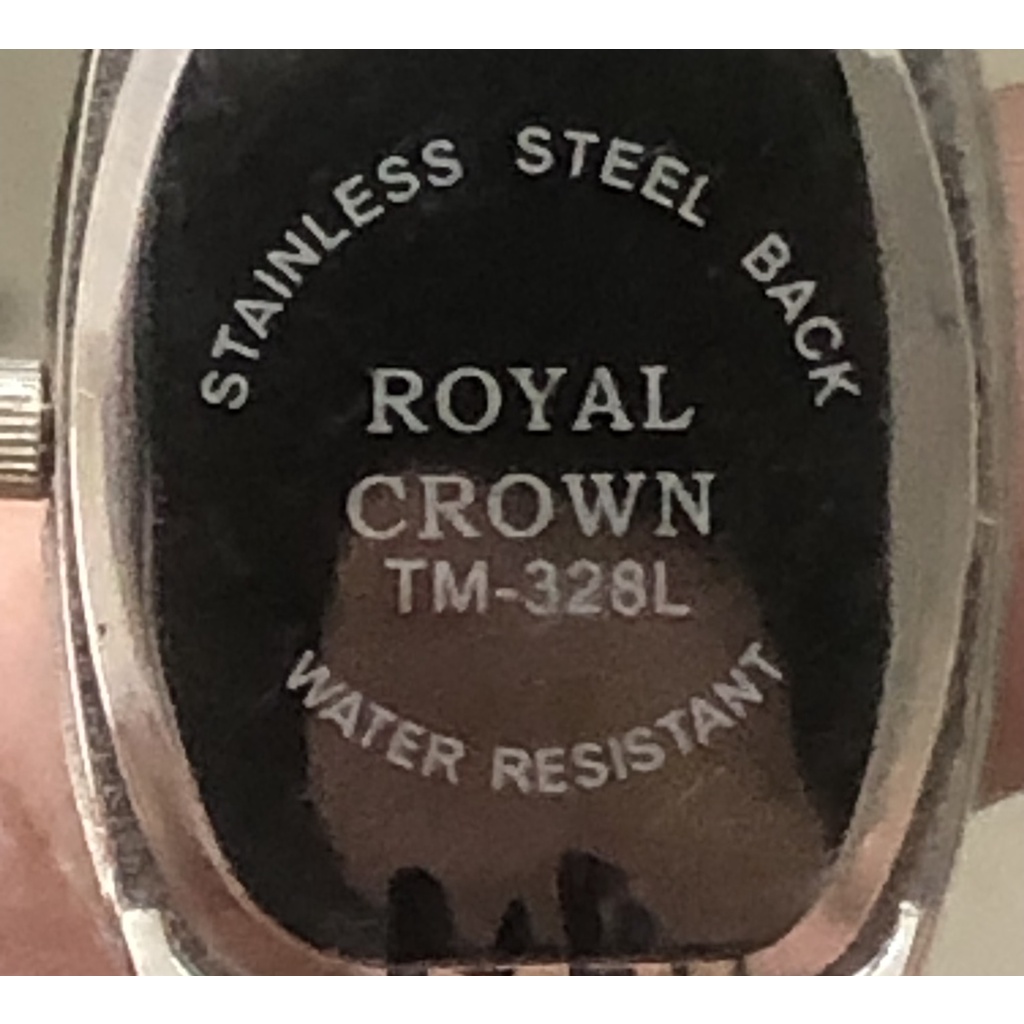 STAINLESS STEEL BACK
ROYAL
CROWN
TM-328L
WATER RESISTANT